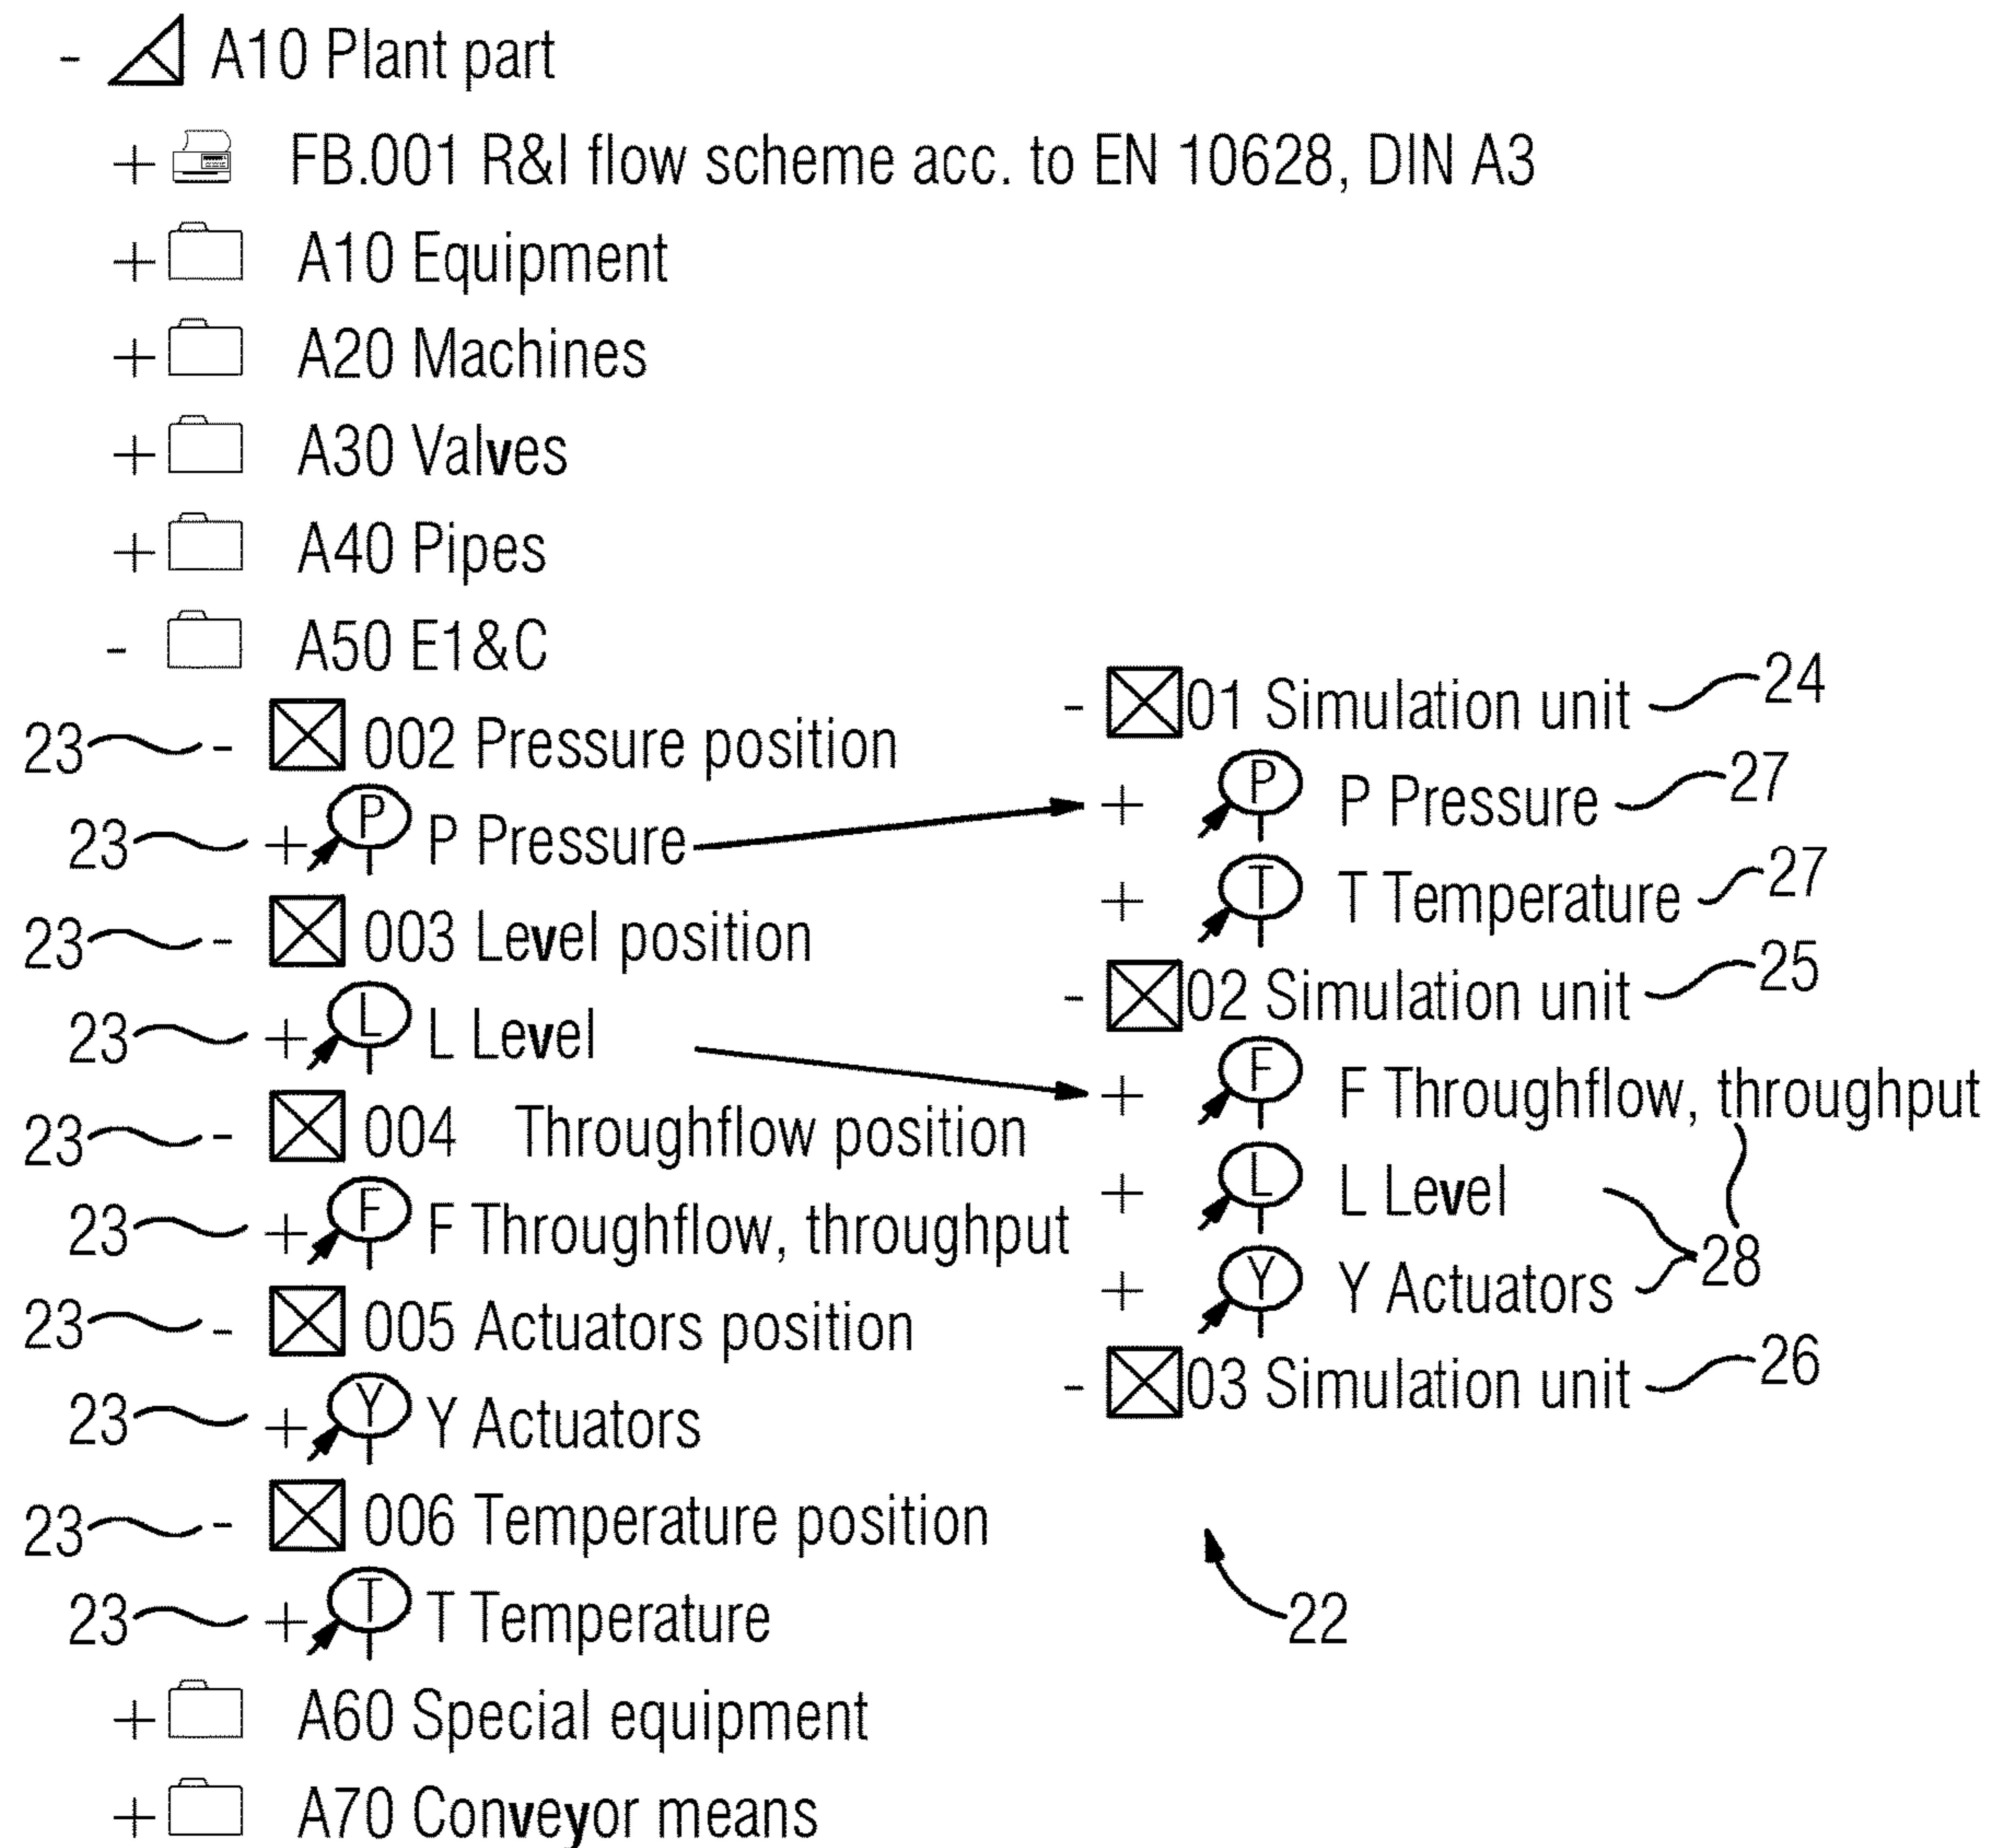 - A10 Plant part
+ FB.001 R&I flow scheme acc. to EN 10628, DIN A3
+ A10 Equipment
+ A20 Machines
+ A30 Valves
+ A40 Pipes
- A50 E1&C
23 - 002 Pressure position
23 + P P Pressure
23 - 003 Level position
23 + L L Level
23 - 004 Throughflow position
23 + F F Throughflow, throughput
23 - 005 Actuators position
23 + Y Y Actuators
23 - 006 Temperature position
23 + T T Temperature
+ A60 Special equipment
+ A70 Conveyor means
- 01 Simulation unit 24
+ P P Pressure 27
+ T T Temperature 27
- 02 Simulation unit 25
+ F F Throughflow, throughput
+ L L Level
28
+ Y Y Actuators
- 03 Simulation unit 26
22